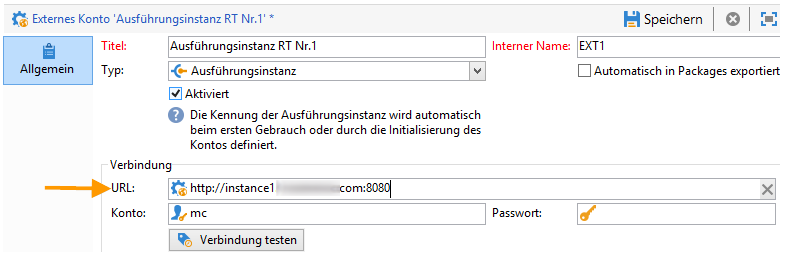 Externes Konto 'Ausführungsinstanz RT Nr.1' *
Speichern
Allgemein
Titel: Ausführungsinstanz RT Nr.1 Interner Name: EXT1
Typ: Ausführungsinstanz Automatisch in Packages exportiert
Aktiviert
Die Kennung der Ausführungsinstanz wird automatisch
beim ersten Gebrauch oder durch die Initialisierung des
Kontos definiert.
Verbindung
URL: http://instance1 com:8080
Konto: mc Passwort:
Verbindung testen